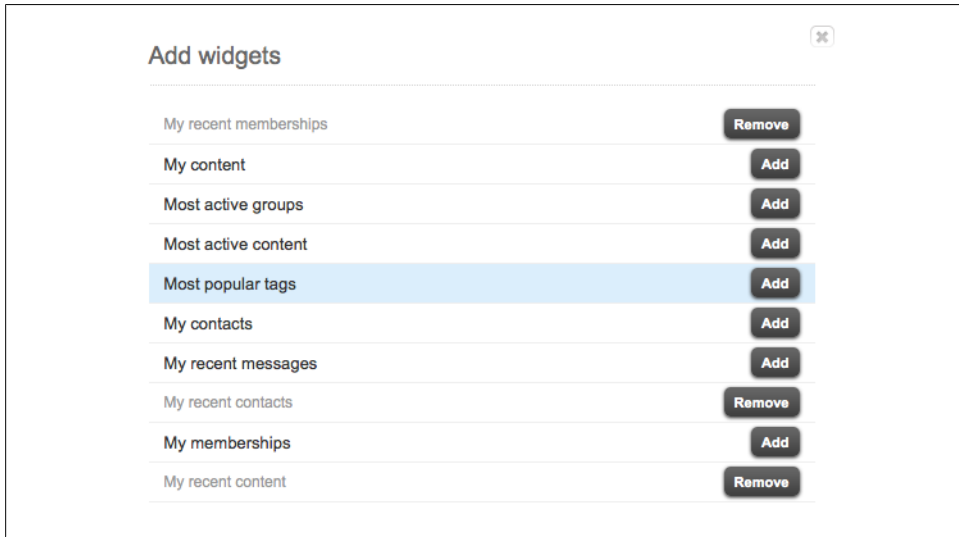 Add widgets
My recent memberships Remove
My content Add
Most active groups Add
Most active content Add
Most popular tags Add
My contacts Add
My recent messages Add
My recent contacts Remove
My memberships Add
My recent content Remove